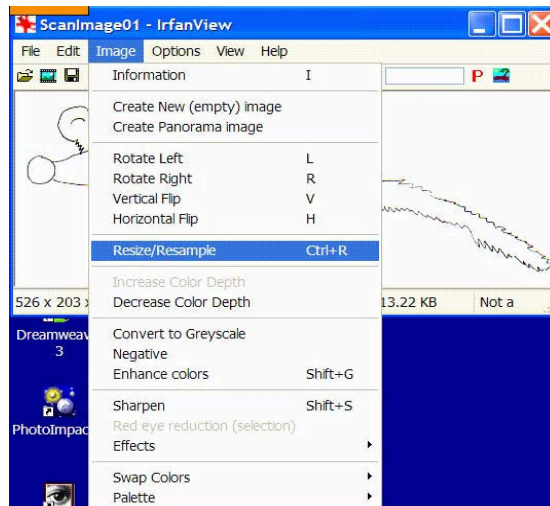 ScanImage01 - IrfanView
File Edit Image Options View Help
Information I
P
Create New (empty) image
Create Panorama image
Rotate Left L
Rotate Right R
Vertical Flip V
Horizontal Flip H
Resize/Resample Ctrl+R
Increase Color Depth
526 x 203 x
Decrease Color Depth
13.22 KB Not a
Dreamweav
3
Convert to Greyscale
Negative
Enhance colors Shift+G
PhotoImpac
Sharpen Shift+S
Red eye reduction (selection)
Effects
Swap Colors
Palette